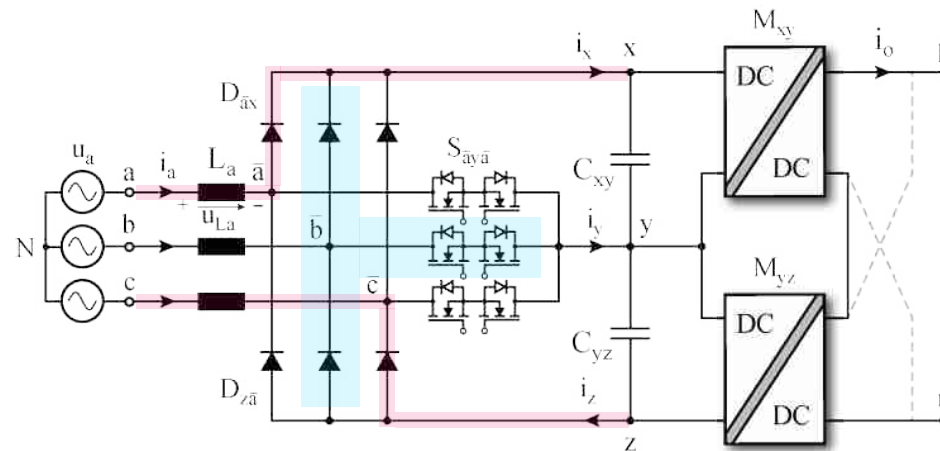 M_xy
i_x
x
i_o
DC
D_āx
S_āyā
u_a
a
i_a
L_a
ā
C_xy
DC
+
u_La
−
b
b̄
i_y
y
N
c
c̄
M_yz
DC
C_yz
D_zā
i_z
DC
z